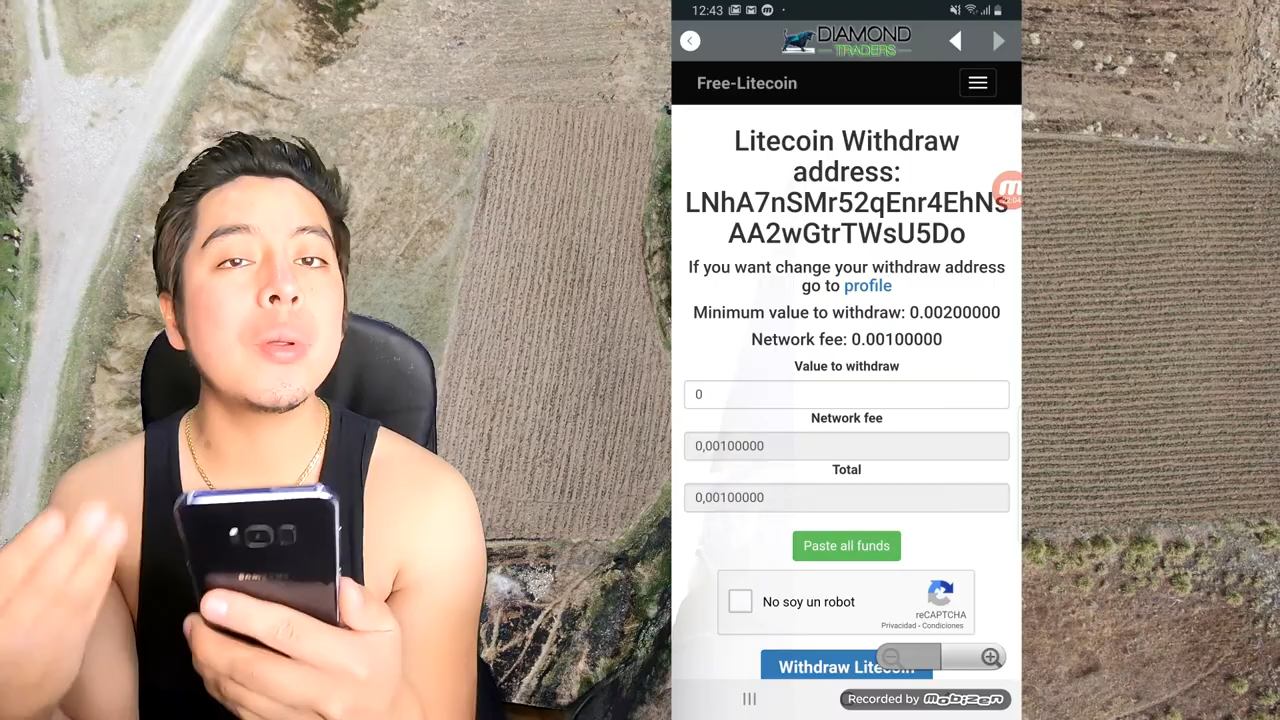 12:43
DIAMOND
TRADERS
Free-Litecoin
Litecoin Withdraw
address:
LNhA7nSMr52qEnr4EhNs
AA2wGtrTWsU5Do
If you want change your withdraw address
go to profile
Minimum value to withdraw: 0.00200000
Network fee: 0.00100000
Value to withdraw
0
Network fee
0,00100000
Total
0,00100000
Paste all funds
No soy un robot
reCAPTCHA
Privacidad - Condiciones
Withdraw Litecoin
Recorded by mobizen
SAMSUNG